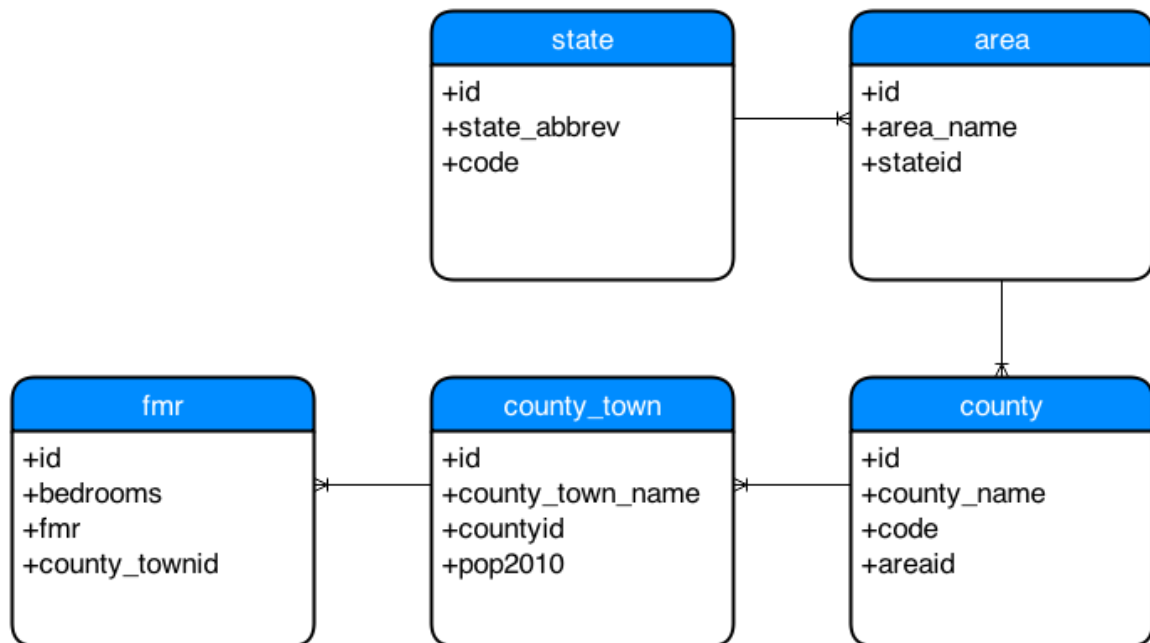 state
+id
+state_abbrev
+code
area
+id
+area_name
+stateid
fmr
+id
+bedrooms
+fmr
+county_townid
county_town
+id
+county_town_name
+countyid
+pop2010
county
+id
+county_name
+code
+areaid